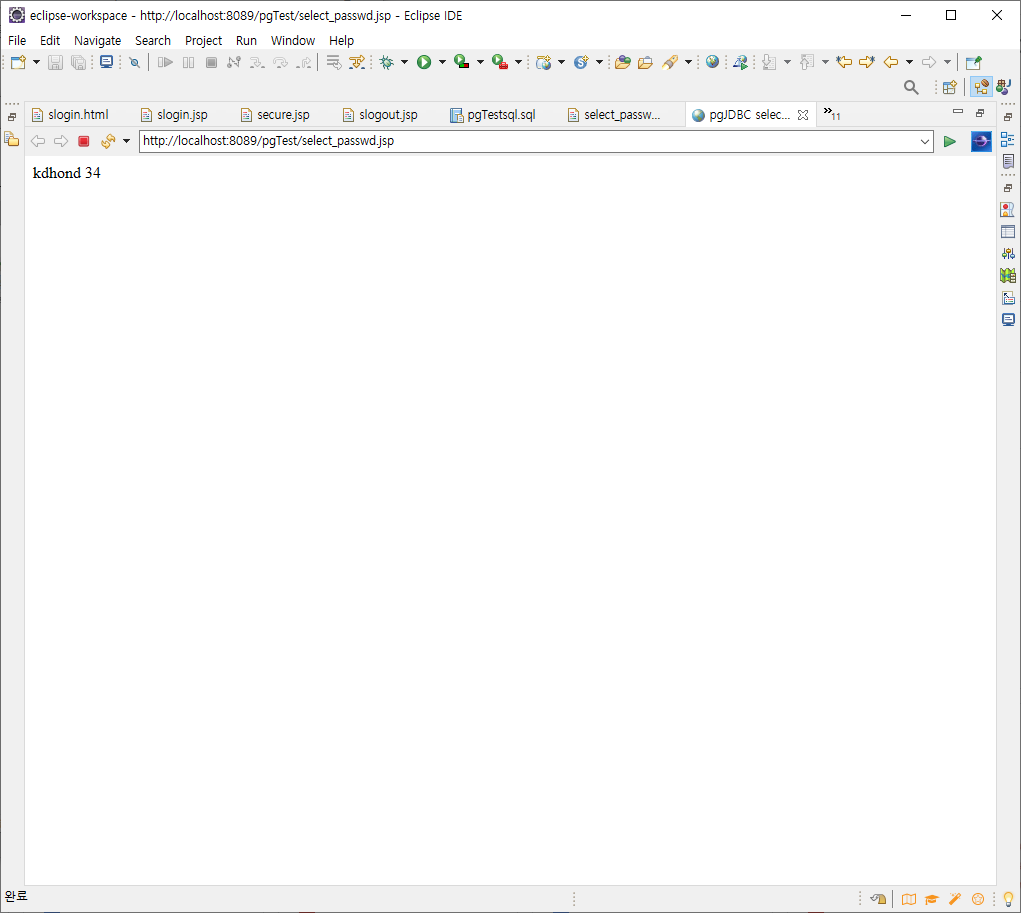 eclipse-workspace - http://localhost:8089/pgTest/select_passwd.jsp - Eclipse IDE
File Edit Navigate Search Project Run Window Help
slogin.html slogin.jsp secure.jsp slogout.jsp pgTestsql.sql select_passw... pgJDBC selec... »11
http://localhost:8089/pgTest/select_passwd.jsp
kdhond 34
완료